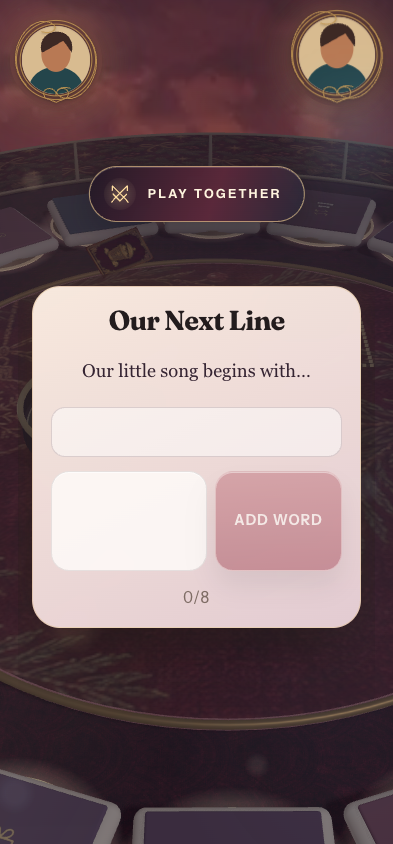 PLAY TOGETHER
Our Next Line
Our little song begins with...
ADD WORD
0/8